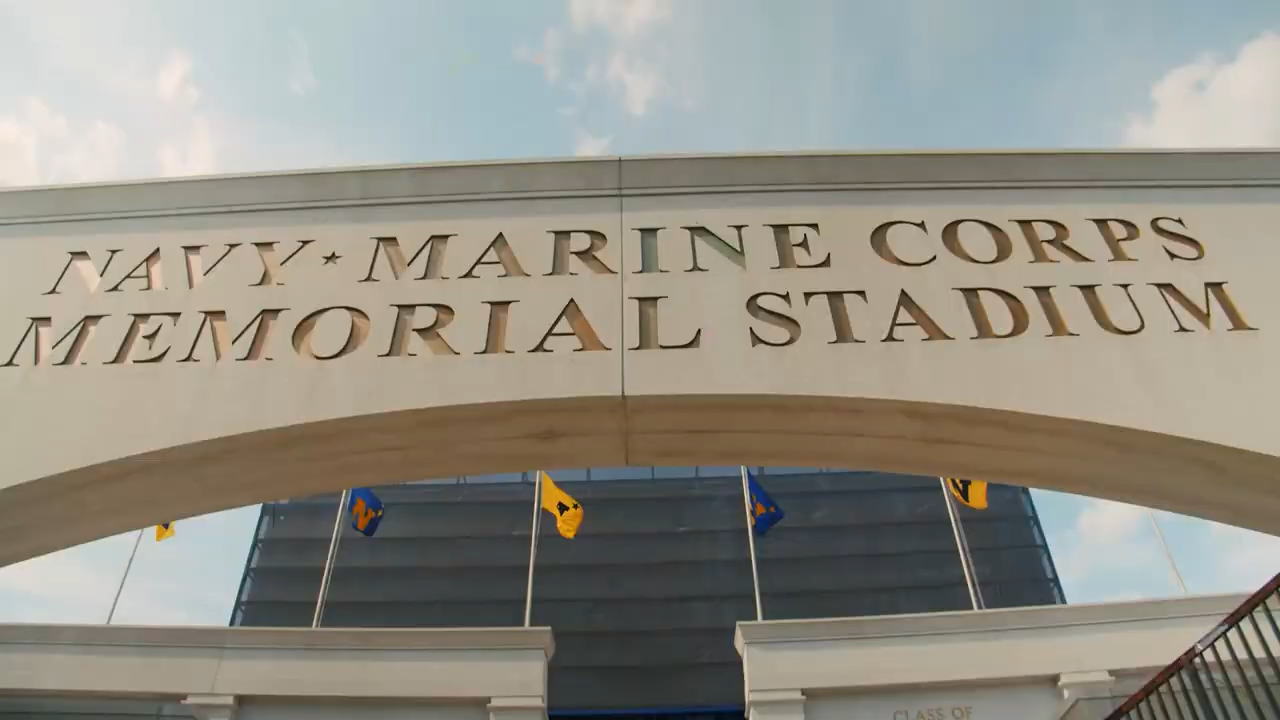 NAVY★MARINE CORPS
MEMORIAL STADIUM
N
A★
N
CLASS OF